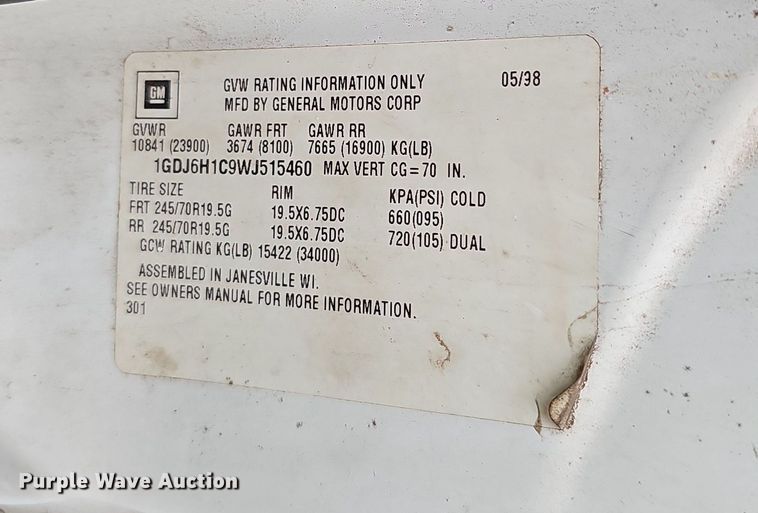 GM
GVW RATING INFORMATION ONLY 05/98
MFD BY GENERAL MOTORS CORP
GVWR GAWR FRT GAWR RR
10841 (23900) 3674 (8100) 7665 (16900) KG(LB)
1GDJ6H1C9WJ515460 MAX VERT CG=70 IN.
TIRE SIZE RIM KPA(PSI) COLD
FRT 245/70R19.5G 19.5X6.75DC 660(095)
RR 245/70R19.5G 19.5X6.75DC 720(105) DUAL
GCW RATING KG(LB) 15422 (34000)
ASSEMBLED IN JANESVILLE WI.
SEE OWNERS MANUAL FOR MORE INFORMATION.
301
Purple Wave Auction